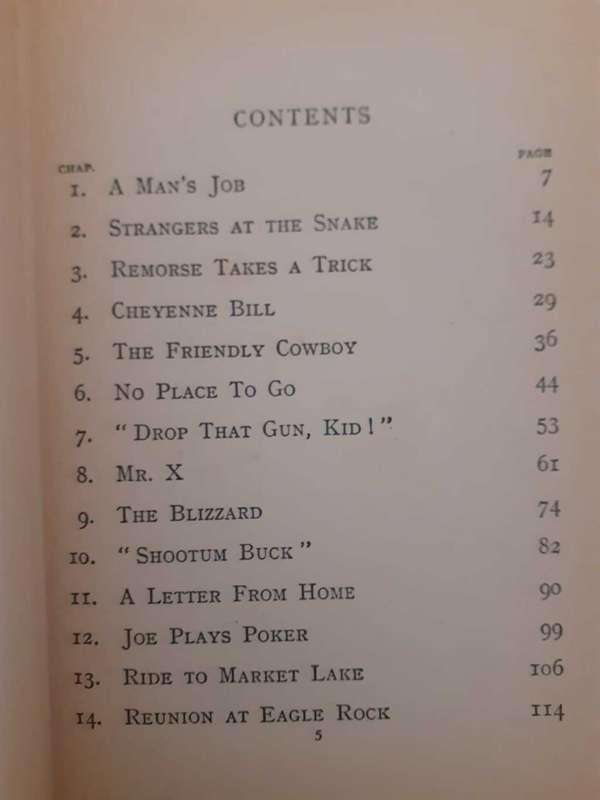 CONTENTS
CHAP. PAGE
1. A MAN'S JOB 7
2. STRANGERS AT THE SNAKE 14
3. REMORSE TAKES A TRICK 23
4. CHEYENNE BILL 29
5. THE FRIENDLY COWBOY 36
6. NO PLACE TO GO 44
7. "DROP THAT GUN, KID!" 53
8. MR. X 61
9. THE BLIZZARD 74
10. "SHOOTUM BUCK" 82
11. A LETTER FROM HOME 90
12. JOE PLAYS POKER 99
13. RIDE TO MARKET LAKE 106
14. REUNION AT EAGLE ROCK 114
5